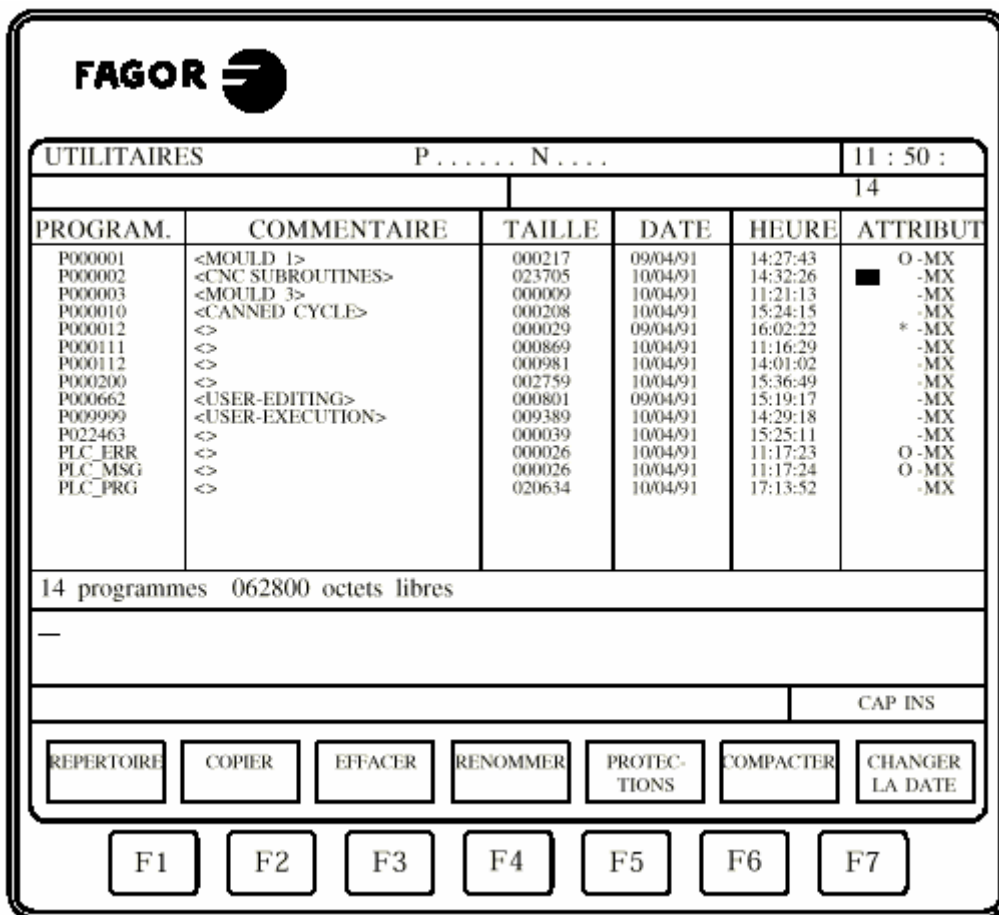 FAGOR
UTILITAIRES P . . . . . . N . . . . 11 : 50 :
14
PROGRAM. COMMENTAIRE TAILLE DATE HEURE ATTRIBUT
P000001 <MOULD 1> 000217 09/04/91 14:27:43 O -MX
P000002 <CNC SUBROUTINES> 023705 10/04/91 14:32:26 -MX
P000003 <MOULD 3> 000009 10/04/91 11:21:13 -MX
P000010 <CANNED CYCLE> 000208 10/04/91 15:24:15 -MX
P000012 <> 000029 09/04/91 16:02:22 * -MX
P000111 <> 000869 10/04/91 11:16:29 -MX
P000112 <> 000981 10/04/91 14:01:02 -MX
P000200 <> 002759 10/04/91 15:36:49 -MX
P000662 <USER-EDITING> 000801 09/04/91 15:19:17 -MX
P009999 <USER-EXECUTION> 009389 10/04/91 14:29:18 -MX
P022463 <> 000039 10/04/91 15:25:11 -MX
PLC_ERR <> 000026 10/04/91 11:17:23 O -MX
PLC_MSG <> 000026 10/04/91 11:17:24 O -MX
PLC_PRG <> 020634 10/04/91 17:13:52 -MX
14 programmes 062800 octets libres
CAP INS
REPERTOIRE COPIER EFFACER RENOMMER PROTEC- COMPACTER CHANGER
TIONS LA DATE
F1 F2 F3 F4 F5 F6 F7